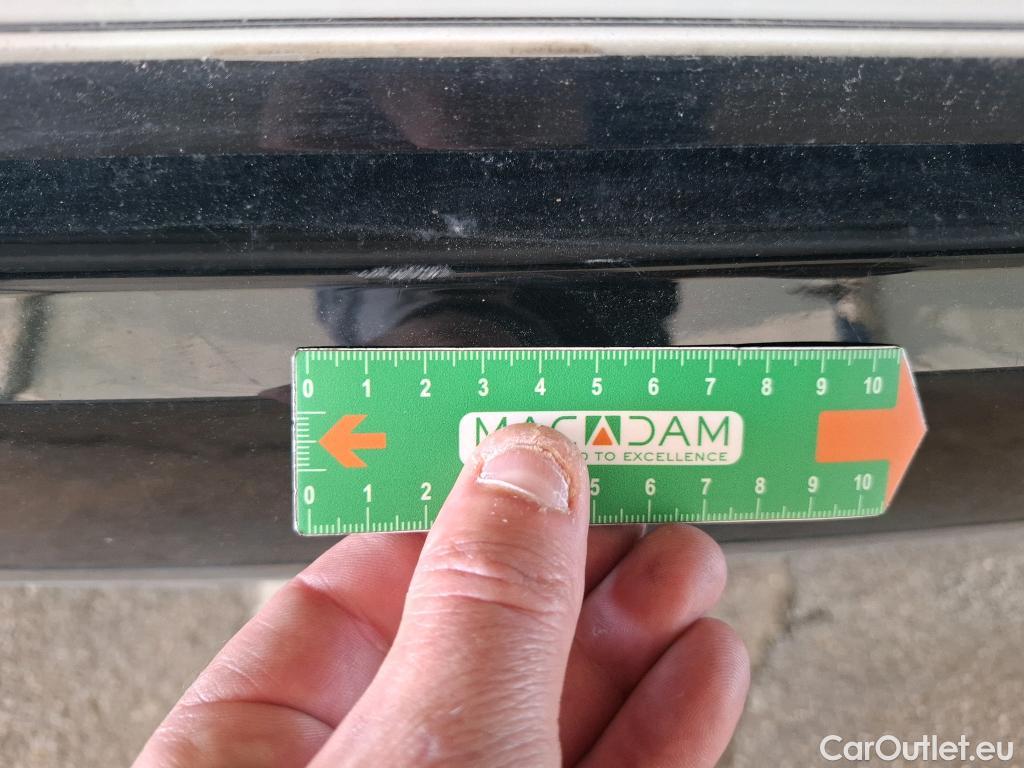 0 1 2 3 4 5 6 7 8 9 10
MACADAM
TO EXCELLENCE
0 1 2 5 6 7 8 9 10
CarOutlet.eu